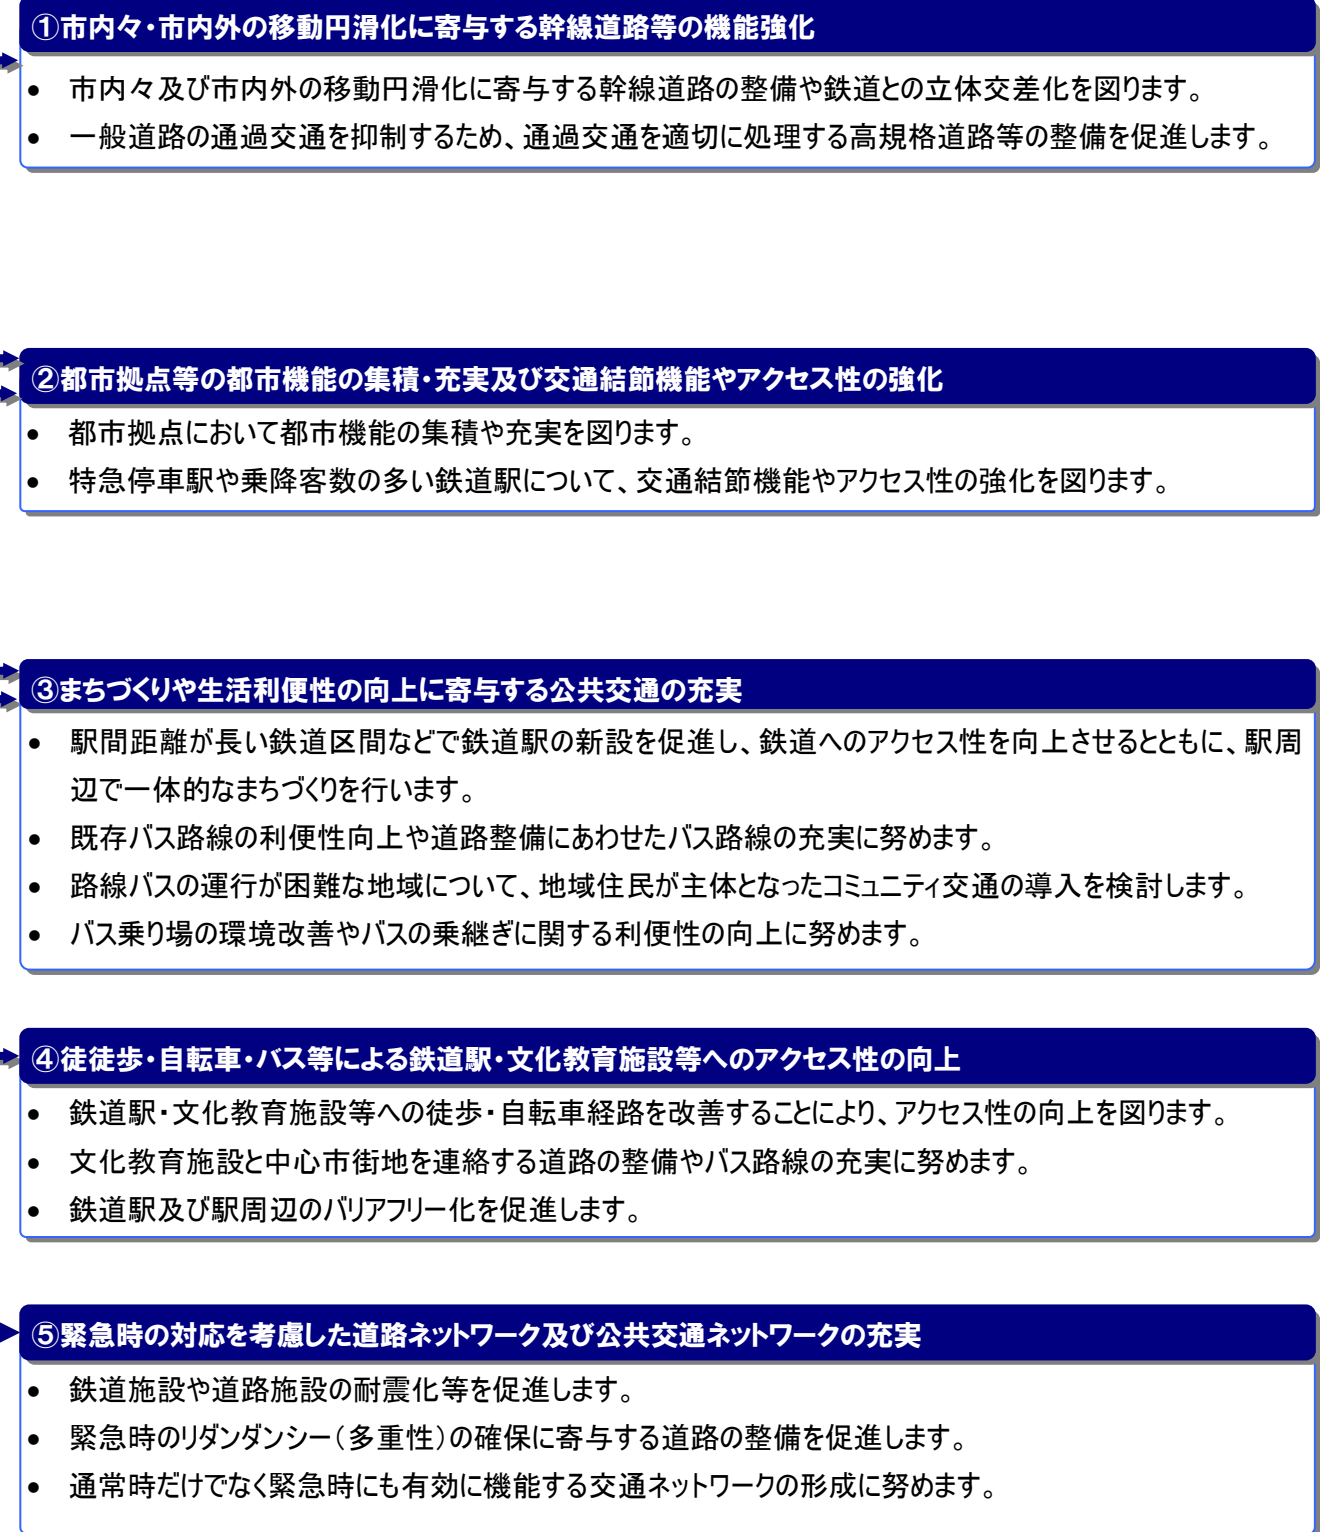 ①市内々・市内外の移動円滑化に寄与する幹線道路等の機能強化
● 市内々及び市内外の移動円滑化に寄与する幹線道路の整備や鉄道との立体交差化を図ります。
● 一般道路の通過交通を抑制するため、通過交通を適切に処理する高規格道路等の整備を促進します。
②都市拠点等の都市機能の集積・充実及び交通結節機能やアクセス性の強化
● 都市拠点において都市機能の集積や充実を図ります。
● 特急停車駅や乗降客数の多い鉄道駅について、交通結節機能やアクセス性の強化を図ります。
③まちづくりや生活利便性の向上に寄与する公共交通の充実
● 駅間距離が長い鉄道区間などで鉄道駅の新設を促進し、鉄道へのアクセス性を向上させるとともに、駅周
辺で一体的なまちづくりを行います。
● 既存バス路線の利便性向上や道路整備にあわせたバス路線の充実に努めます。
● 路線バスの運行が困難な地域について、地域住民が主体となったコミュニティ交通の導入を検討します。
● バス乗り場の環境改善やバスの乗継ぎに関する利便性の向上に努めます。
④徒徒歩・自転車・バス等による鉄道駅・文化教育施設等へのアクセス性の向上
● 鉄道駅・文化教育施設等への徒歩・自転車経路を改善することにより、アクセス性の向上を図ります。
● 文化教育施設と中心市街地を連絡する道路の整備やバス路線の充実に努めます。
● 鉄道駅及び駅周辺のバリアフリー化を促進します。
⑤緊急時の対応を考慮した道路ネットワーク及び公共交通ネットワークの充実
● 鉄道施設や道路施設の耐震化等を促進します。
● 緊急時のリダンダンシー（多重性）の確保に寄与する道路の整備を促進します。
● 通常時だけでなく緊急時にも有効に機能する交通ネットワークの形成に努めます。